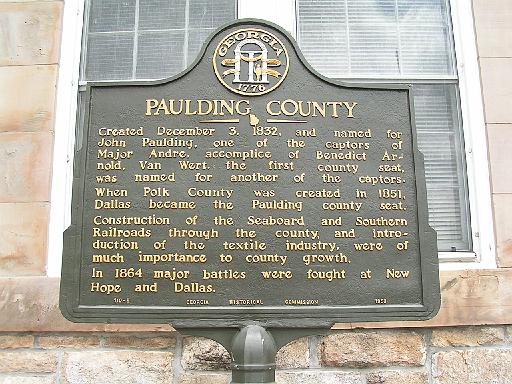 GEORGIA
1776
PAULDING COUNTY
Created December 3, 1832, and named for
John Paulding, one of the captors of
Major Andre, accomplice of Benedict Ar-
nold. Van Wert, the first county seat,
was named for another of the captors.
When Polk County was created in 1851,
Dallas became the Paulding county seat.
Construction of the Seaboard and Southern
Railroads through the county, and intro-
duction of the textile industry, were of
much importance to county growth.
In 1864 major battles were fought at New
Hope and Dallas.
GEORGIA HISTORICAL COMMISSION